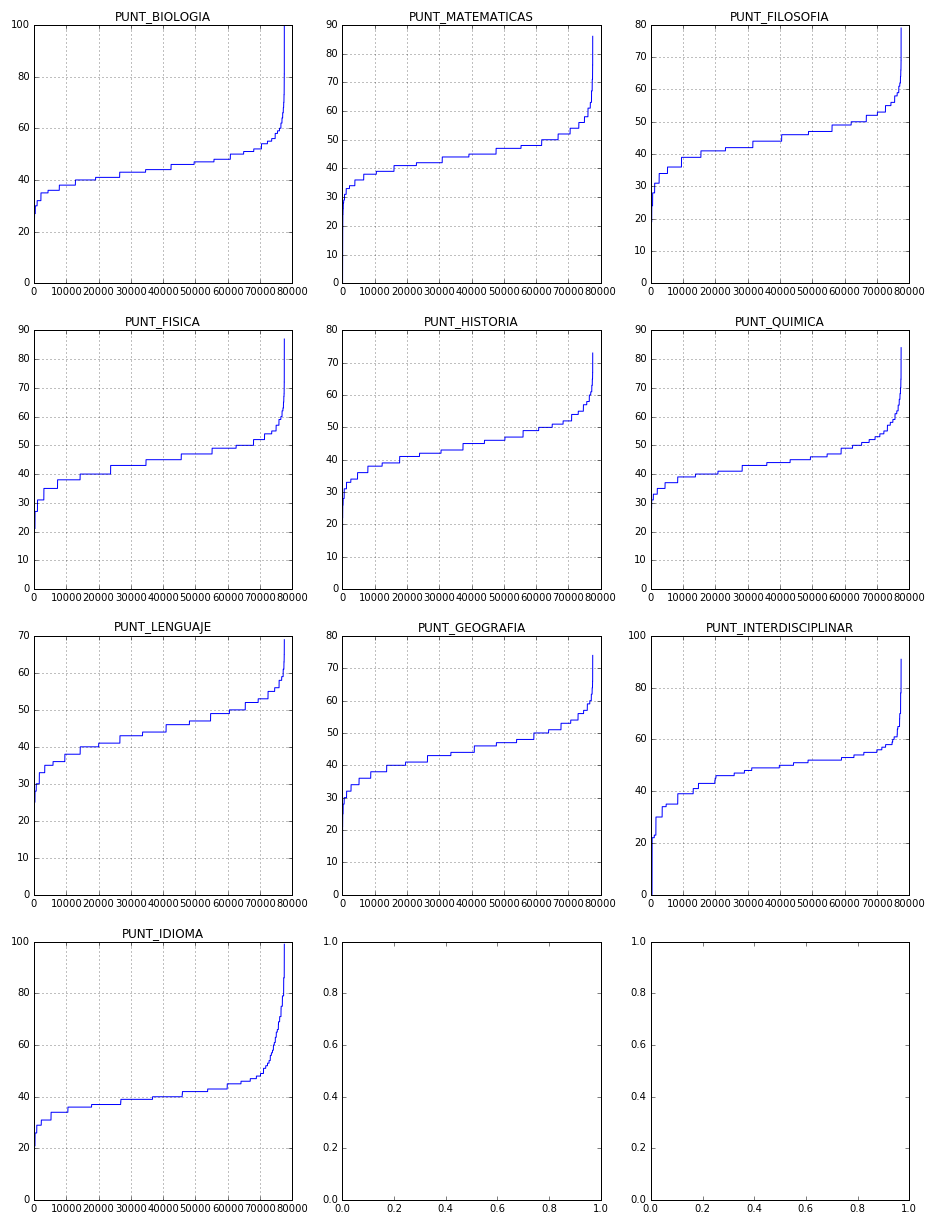 PUNT_BIOLOGIA PUNT_MATEMATICAS PUNT_FILOSOFIA
100 90 80
80 80 70
70 60
60 60 50
50 40
40 40 30
30 20
20 20 10
10
0 0 0
0 10000 20000 30000 40000 50000 60000 70000 80000 0 10000 20000 30000 40000 50000 60000 70000 80000 0 10000 20000 30000 40000 50000 60000 70000 80000
PUNT_FISICA PUNT_HISTORIA PUNT_QUIMICA
90 80 90
80 70 80
70 60 70
60 50 60
50 40 50
40 30 40
30 20 30
20 10 20
10 10
0 0 0
0 10000 20000 30000 40000 50000 60000 70000 80000 0 10000 20000 30000 40000 50000 60000 70000 80000 0 10000 20000 30000 40000 50000 60000 70000 80000
PUNT_LENGUAJE PUNT_GEOGRAFIA PUNT_INTERDISCIPLINAR
70 80 100
60 70 80
50 60 60
40 50 40
30 40 20
20 30
10 20
10
0 0 0
0 10000 20000 30000 40000 50000 60000 70000 80000 0 10000 20000 30000 40000 50000 60000 70000 80000 0 10000 20000 30000 40000 50000 60000 70000 80000
PUNT_IDIOMA
100 1.0 1.0
80 0.8 0.8
60 0.6 0.6
40 0.4 0.4
20 0.2 0.2
0 0.0 0.0
0 10000 20000 30000 40000 50000 60000 70000 80000 0.0 0.2 0.4 0.6 0.8 1.0 0.0 0.2 0.4 0.6 0.8 1.0